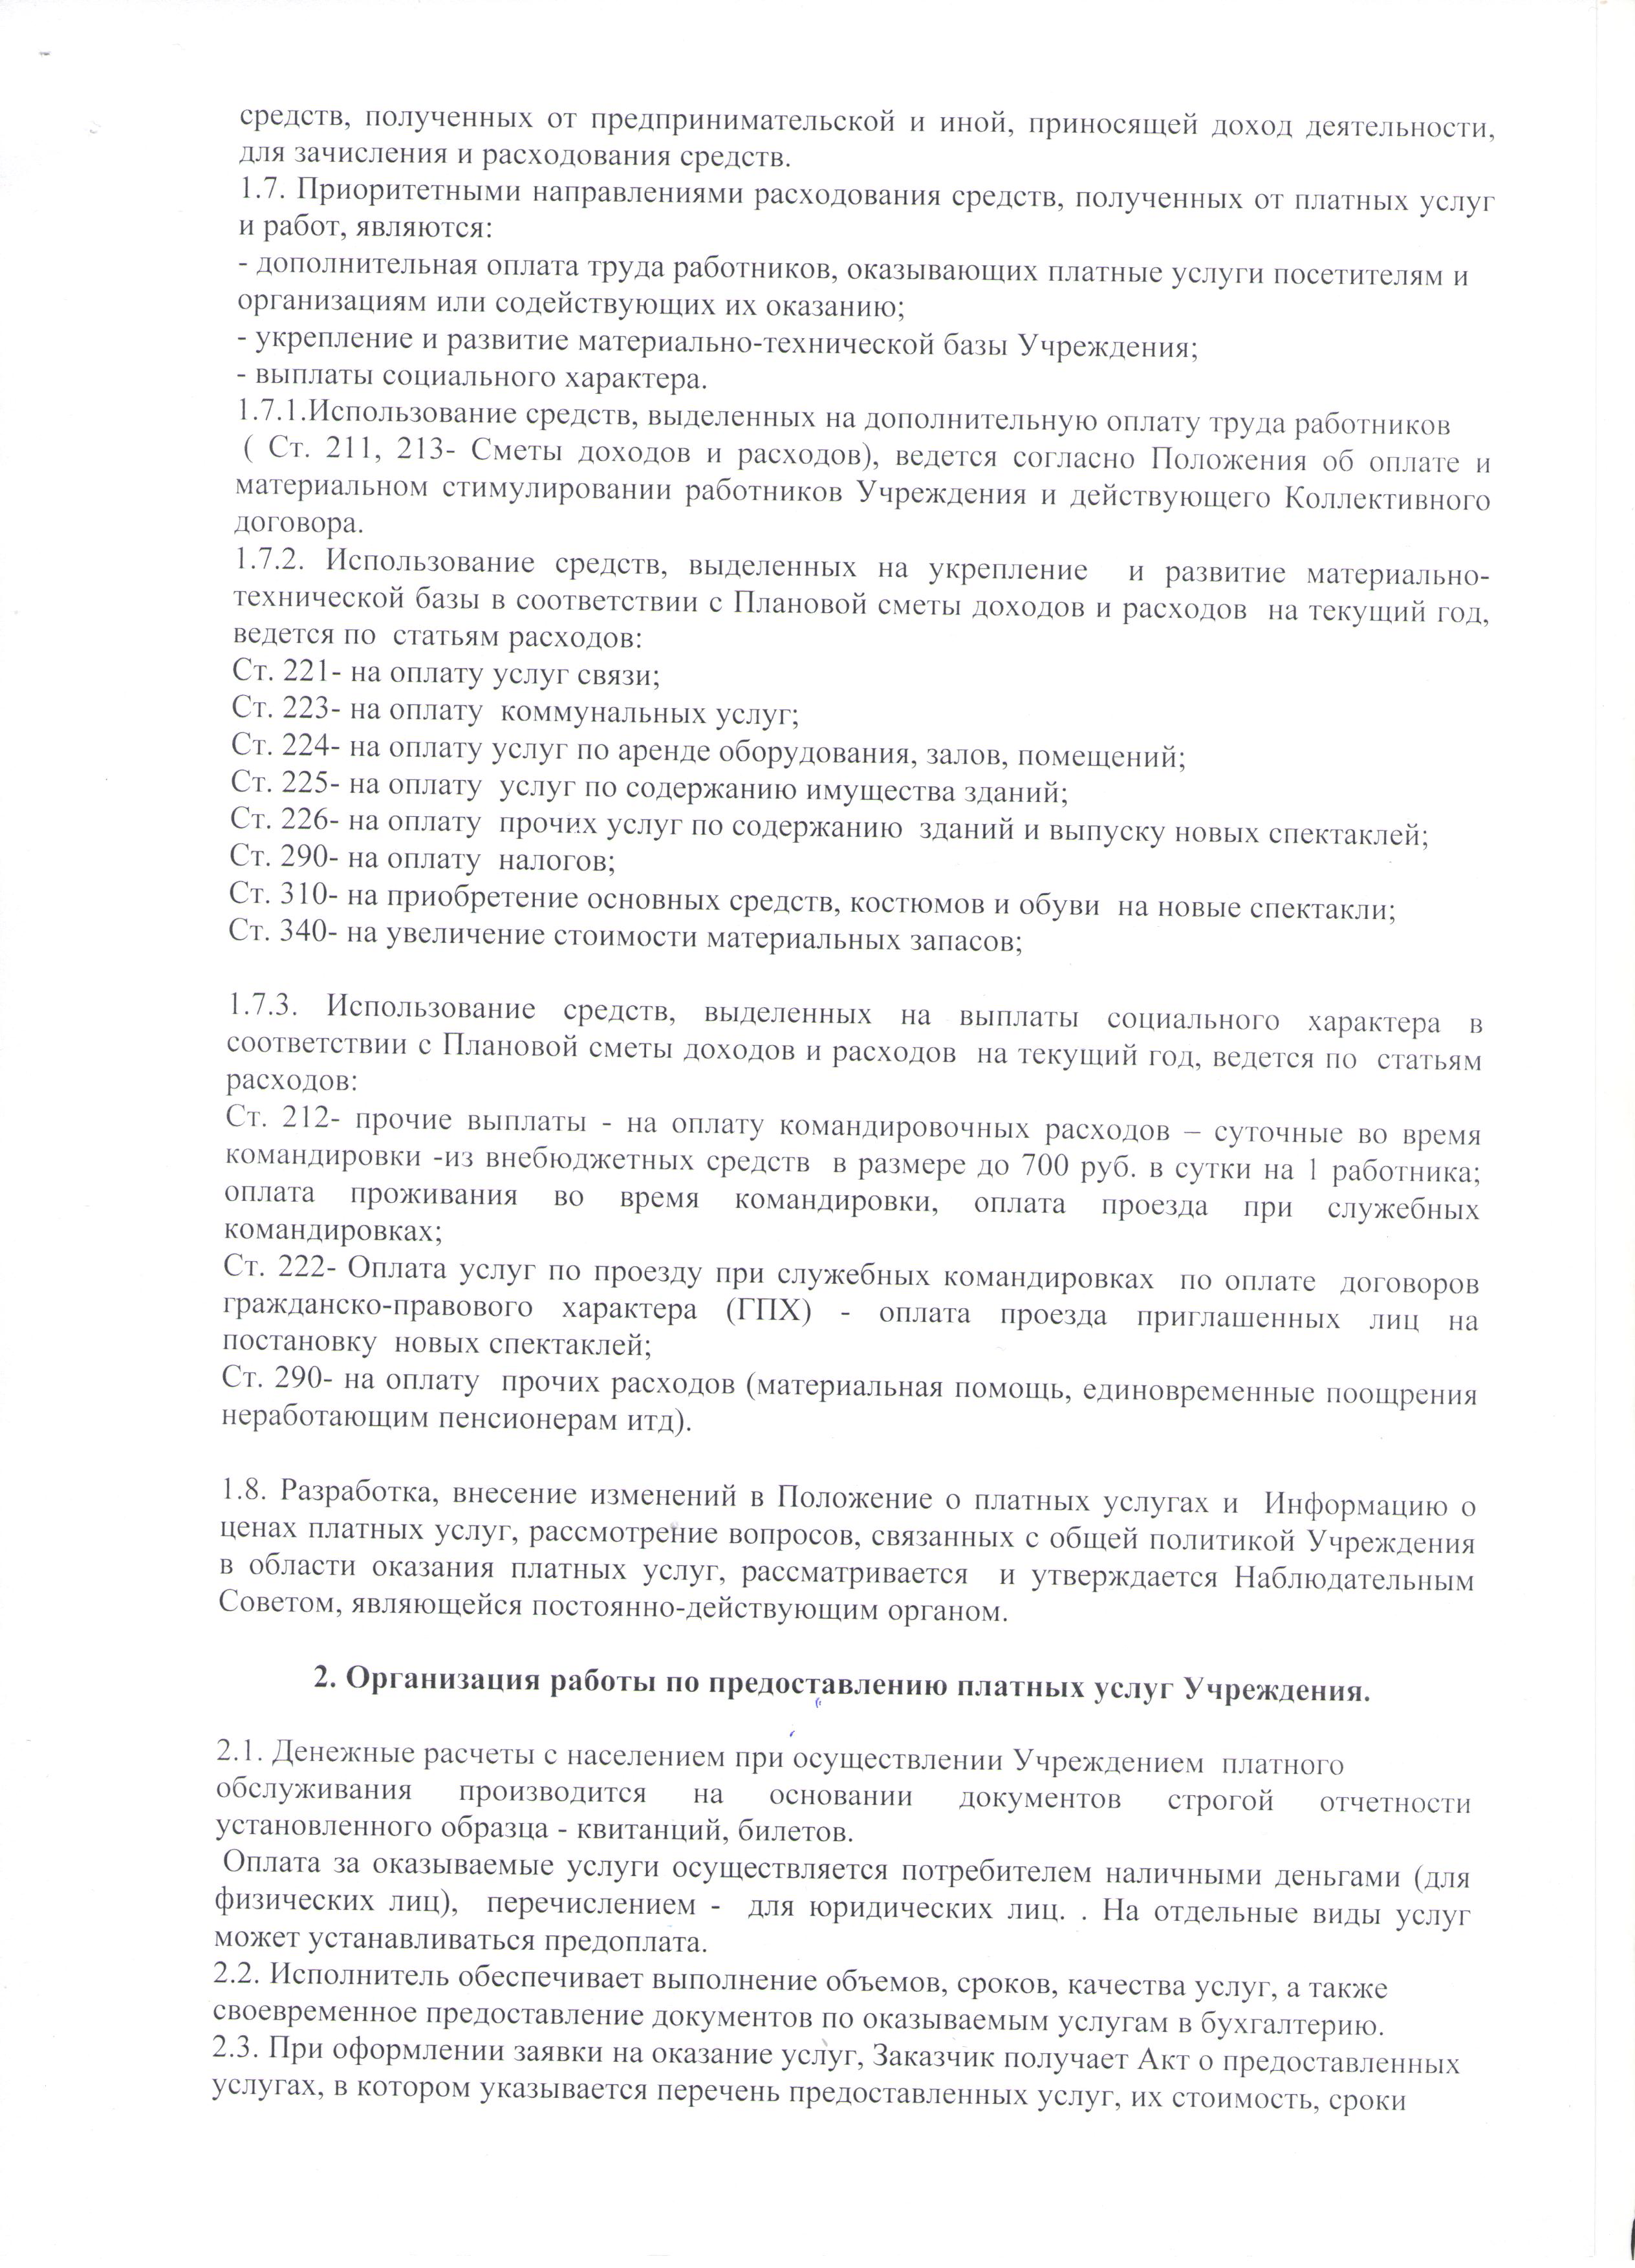 средств, полученных от предпринимательской и иной, приносящей доход деятельности,
для зачисления и расходования средств.
1.7. Приоритетными направлениями расходования средств, полученных от платных услуг
и работ, являются:
- дополнительная оплата труда работников, оказывающих платные услуги посетителям и
организациям или содействующих их оказанию;
- укрепление и развитие материально-технической базы Учреждения;
- выплаты социального характера.
1.7.1.Использование средств, выделенных на дополнительную оплату труда работников
( Ст. 211, 213- Сметы доходов и расходов), ведется согласно Положения об оплате и
материальном стимулировании работников Учреждения и действующего Коллективного
договора.
1.7.2. Использование средств, выделенных на укрепление и развитие материально-
технической базы в соответствии с Плановой сметы доходов и расходов на текущий год,
ведется по статьям расходов:
Ст. 221- на оплату услуг связи;
Ст. 223- на оплату коммунальных услуг;
Ст. 224- на оплату услуг по аренде оборудования, залов, помещений;
Ст. 225- на оплату услуг по содержанию имущества зданий;
Ст. 226- на оплату прочих услуг по содержанию зданий и выпуску новых спектаклей;
Ст. 290- на оплату налогов;
Ст. 310- на приобретение основных средств, костюмов и обуви на новые спектакли;
Ст. 340- на увеличение стоимости материальных запасов;
1.7.3. Использование средств, выделенных на выплаты социального характера в
соответствии с Плановой сметы доходов и расходов на текущий год, ведется по статьям
расходов:
Ст. 212- прочие выплаты - на оплату командировочных расходов – суточные во время
командировки -из внебюджетных средств в размере до 700 руб. в сутки на 1 работника;
оплата проживания во время командировки, оплата проезда при служебных
командировках;
Ст. 222- Оплата услуг по проезду при служебных командировках по оплате договоров
гражданско-правового характера (ГПХ) - оплата проезда приглашенных лиц на
постановку новых спектаклей;
Ст. 290- на оплату прочих расходов (материальная помощь, единовременные поощрения
неработающим пенсионерам итд).
1.8. Разработка, внесение изменений в Положение о платных услугах и Информацию о
ценах платных услуг, рассмотрение вопросов, связанных с общей политикой Учреждения
в области оказания платных услуг, рассматривается и утверждается Наблюдательным
Советом, являющейся постоянно-действующим органом.
2. Организация работы по предоставлению платных услуг Учреждения.
2.1. Денежные расчеты с населением при осуществлении Учреждением платного
обслуживания производится на основании документов строгой отчетности
установленного образца - квитанций, билетов.
Оплата за оказываемые услуги осуществляется потребителем наличными деньгами (для
физических лиц), перечислением - для юридических лиц. . На отдельные виды услуг
может устанавливаться предоплата.
2.2. Исполнитель обеспечивает выполнение объемов, сроков, качества услуг, а также
своевременное предоставление документов по оказываемым услугам в бухгалтерию.
2.3. При оформлении заявки на оказание услуг, Заказчик получает Акт о предоставленных
услугах, в котором указывается перечень предоставленных услуг, их стоимость, сроки